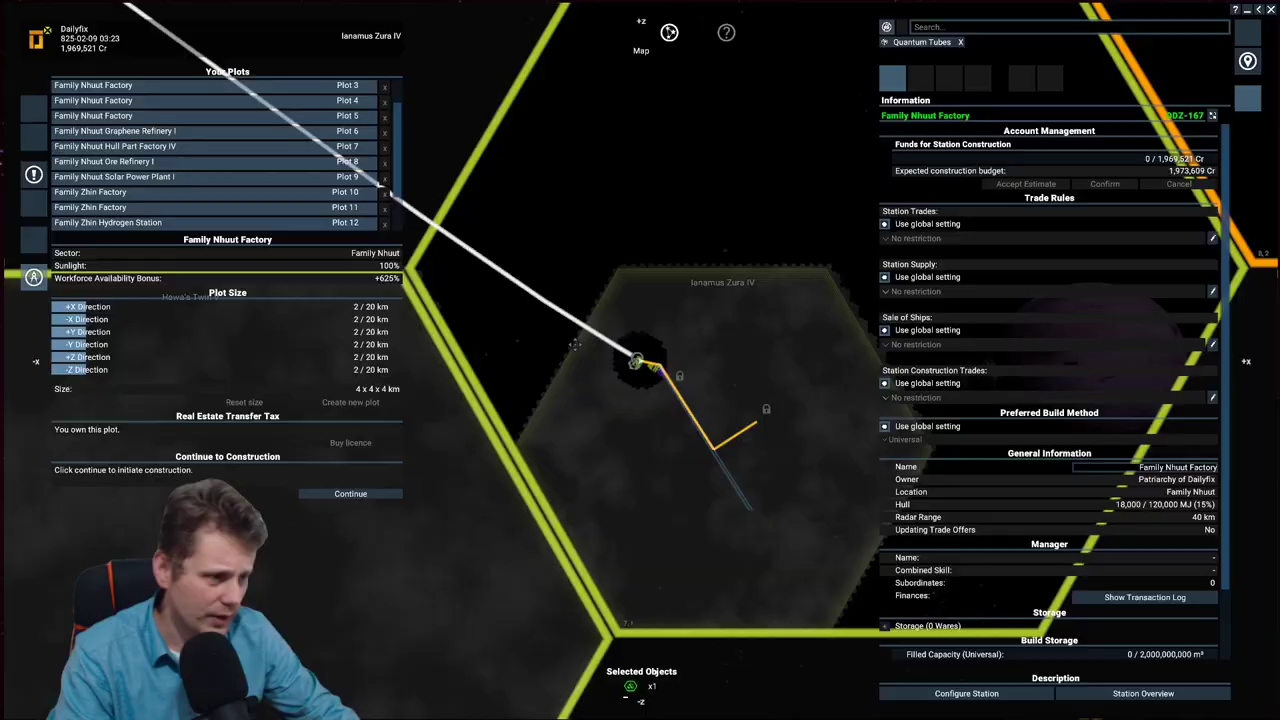 Dailyfix
825-02-09 03:23
1,969,521 Cr
Ianamus Zura IV
Your Plots
Family Nhuut Factory Plot 3 x
Family Nhuut Factory Plot 4 x
Family Nhuut Factory Plot 5 x
Family Nhuut Graphene Refinery I Plot 6 x
Family Nhuut Hull Part Factory IV Plot 7 x
Family Nhuut Ore Refinery I Plot 8 x
Family Nhuut Solar Power Plant I Plot 9 x
Family Zhin Factory Plot 10 x
Family Zhin Factory Plot 11 x
Family Zhin Hydrogen Station Plot 12 x
Family Nhuut Factory
Sector: Family Nhuut
Sunlight: 100%
Workforce Availability Bonus: +625%
Plot Size
+X Direction 2 / 20 km
-X Direction 2 / 20 km
+Y Direction 2 / 20 km
-Y Direction 2 / 20 km
+Z Direction 2 / 20 km
-Z Direction 2 / 20 km
Size: 4 x 4 x 4 km
Reset size Create new plot
Real Estate Transfer Tax
You own this plot.
Buy licence
Continue to Construction
Click continue to initiate construction.
Continue
-x
+z
Map
?
Ianamus Zura IV
7,1
Selected Objects
x1
-z
+x
8,2
Search...
Quantum Tubes X
Information
Family Nhuut Factory
Account Management
Funds for Station Construction
0 / 1,969,521 Cr
Expected construction budget: 1,973,609 Cr
Accept Estimate Confirm Cancel
Trade Rules
Station Trades:
Use global setting
No restriction
Station Supply:
Use global setting
No restriction
Sale of Ships:
Use global setting
No restriction
Station Construction Trades:
Use global setting
No restriction
Preferred Build Method
Use global setting
Universal
General Information
Name Family Nhuut Factory
Owner Patriarchy of Dailyfix
Location Family Nhuut
Hull 18,000 / 120,000 MJ (15%)
Radar Range 40 km
Updating Trade Offers No
Manager
Name: -
Combined Skill: -
Subordinates: 0
Finances: Show Transaction Log
Storage
+ Storage (0 Wares)
Build Storage
Filled Capacity (Universal): 0 / 2,000,000,000 m³
Description
Configure Station Station Overview